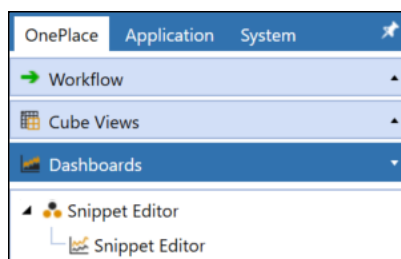 OnePlace Application System
Workflow
Cube Views
Dashboards
Snippet Editor
Snippet Editor